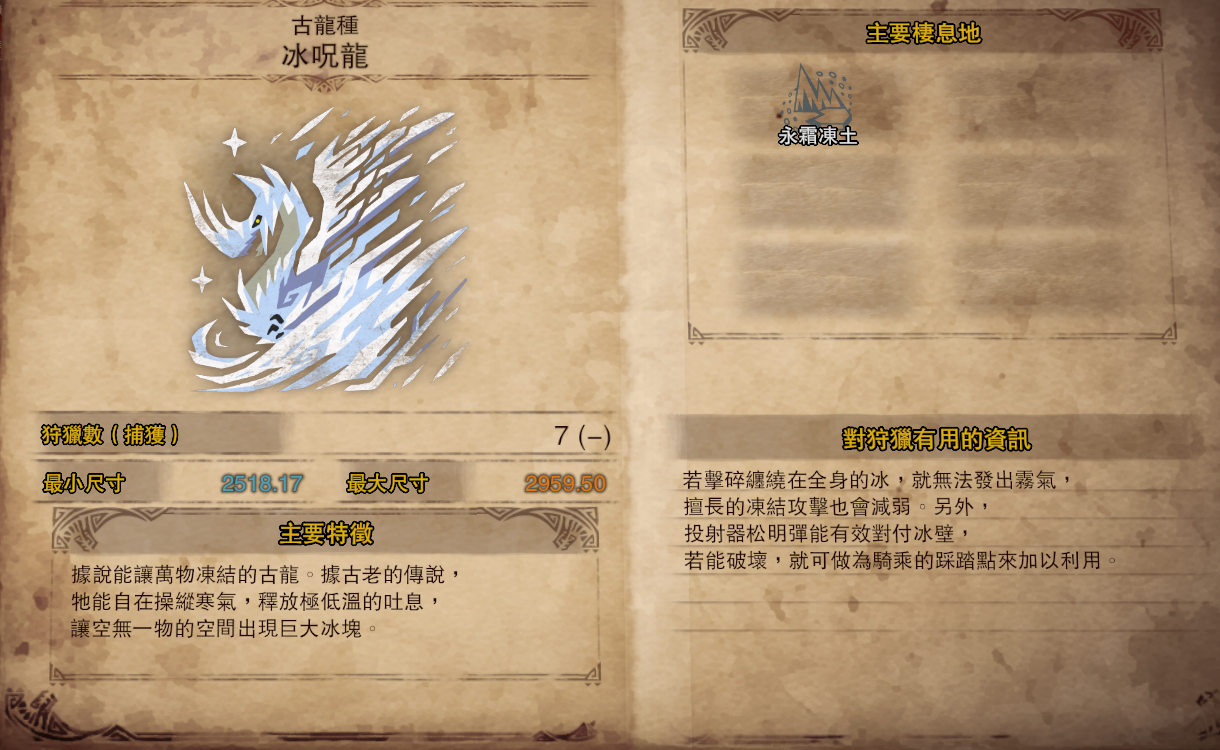 古龍種
冰呪龍
狩獵數(捕獲)
7 (–)
最小尺寸 2518.17 最大尺寸 2959.50
主要特徵
據說能讓萬物凍結的古龍。據古老的傳說，
牠能自在操縱寒氣，釋放極低溫的吐息，
讓空無一物的空間出現巨大冰塊。
主要棲息地
永霜凍土
對狩獵有用的資訊
若擊碎纏繞在全身的冰，就無法發出霧氣，
擅長的凍結攻擊也會減弱。另外，
投射器松明彈能有效對付冰壁，
若能破壞，就可做為騎乘的踩踏點來加以利用。